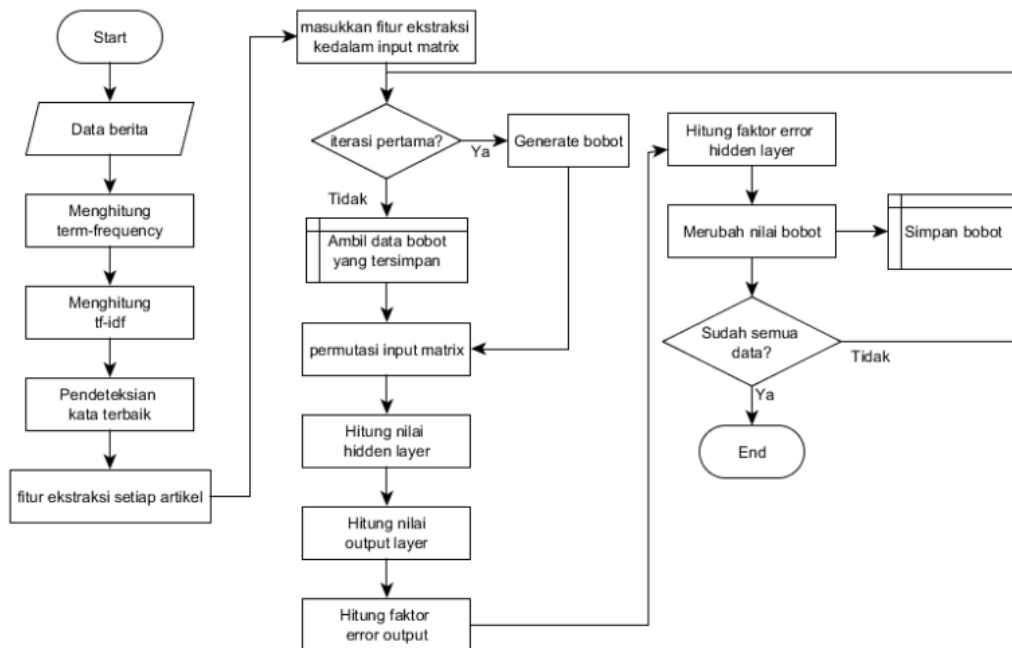 Start
Data berita
Menghitung
term-frequency
Menghitung
tf-idf
Pendeteksian
kata terbaik
fitur ekstraksi setiap artikel
masukkan fitur ekstraksi
kedalam input matrix
iterasi pertama?
Ya
Generate bobot
Tidak
Ambil data bobot
yang tersimpan
permutasi input matrix
Hitung nilai
hidden layer
Hitung nilai
output layer
Hitung faktor
error output
Hitung faktor error
hidden layer
Merubah nilai bobot
Simpan bobot
Sudah semua
data?
Tidak
Ya
End